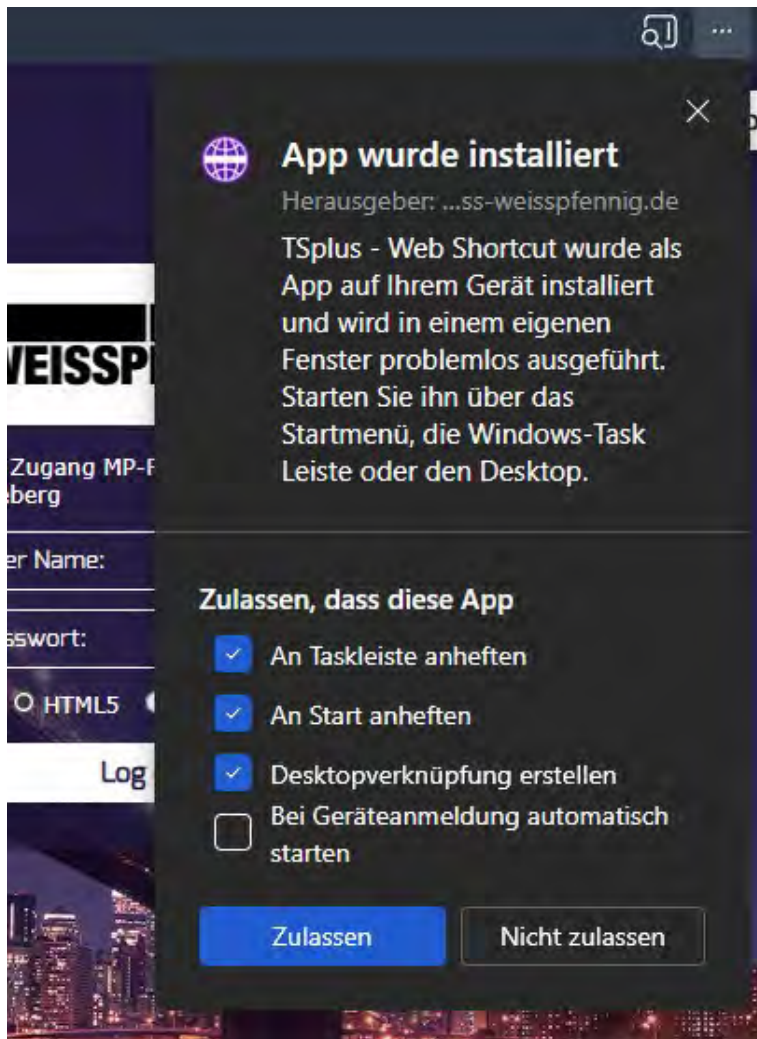 App wurde installiert
Herausgeber: ...ss-weisspfennig.de
TSplus - Web Shortcut wurde als
App auf Ihrem Gerät installiert
und wird in einem eigenen
Fenster problemlos ausgeführt.
Starten Sie ihn über das
Startmenü, die Windows-Task
Leiste oder den Desktop.
WEISSP
Zugang MP-F
berg
er Name:
sswort:
HTML5
Log
Zulassen, dass diese App
An Taskleiste anheften
An Start anheften
Desktopverknüpfung erstellen
Bei Geräteanmeldung automatisch
starten
Zulassen
Nicht zulassen